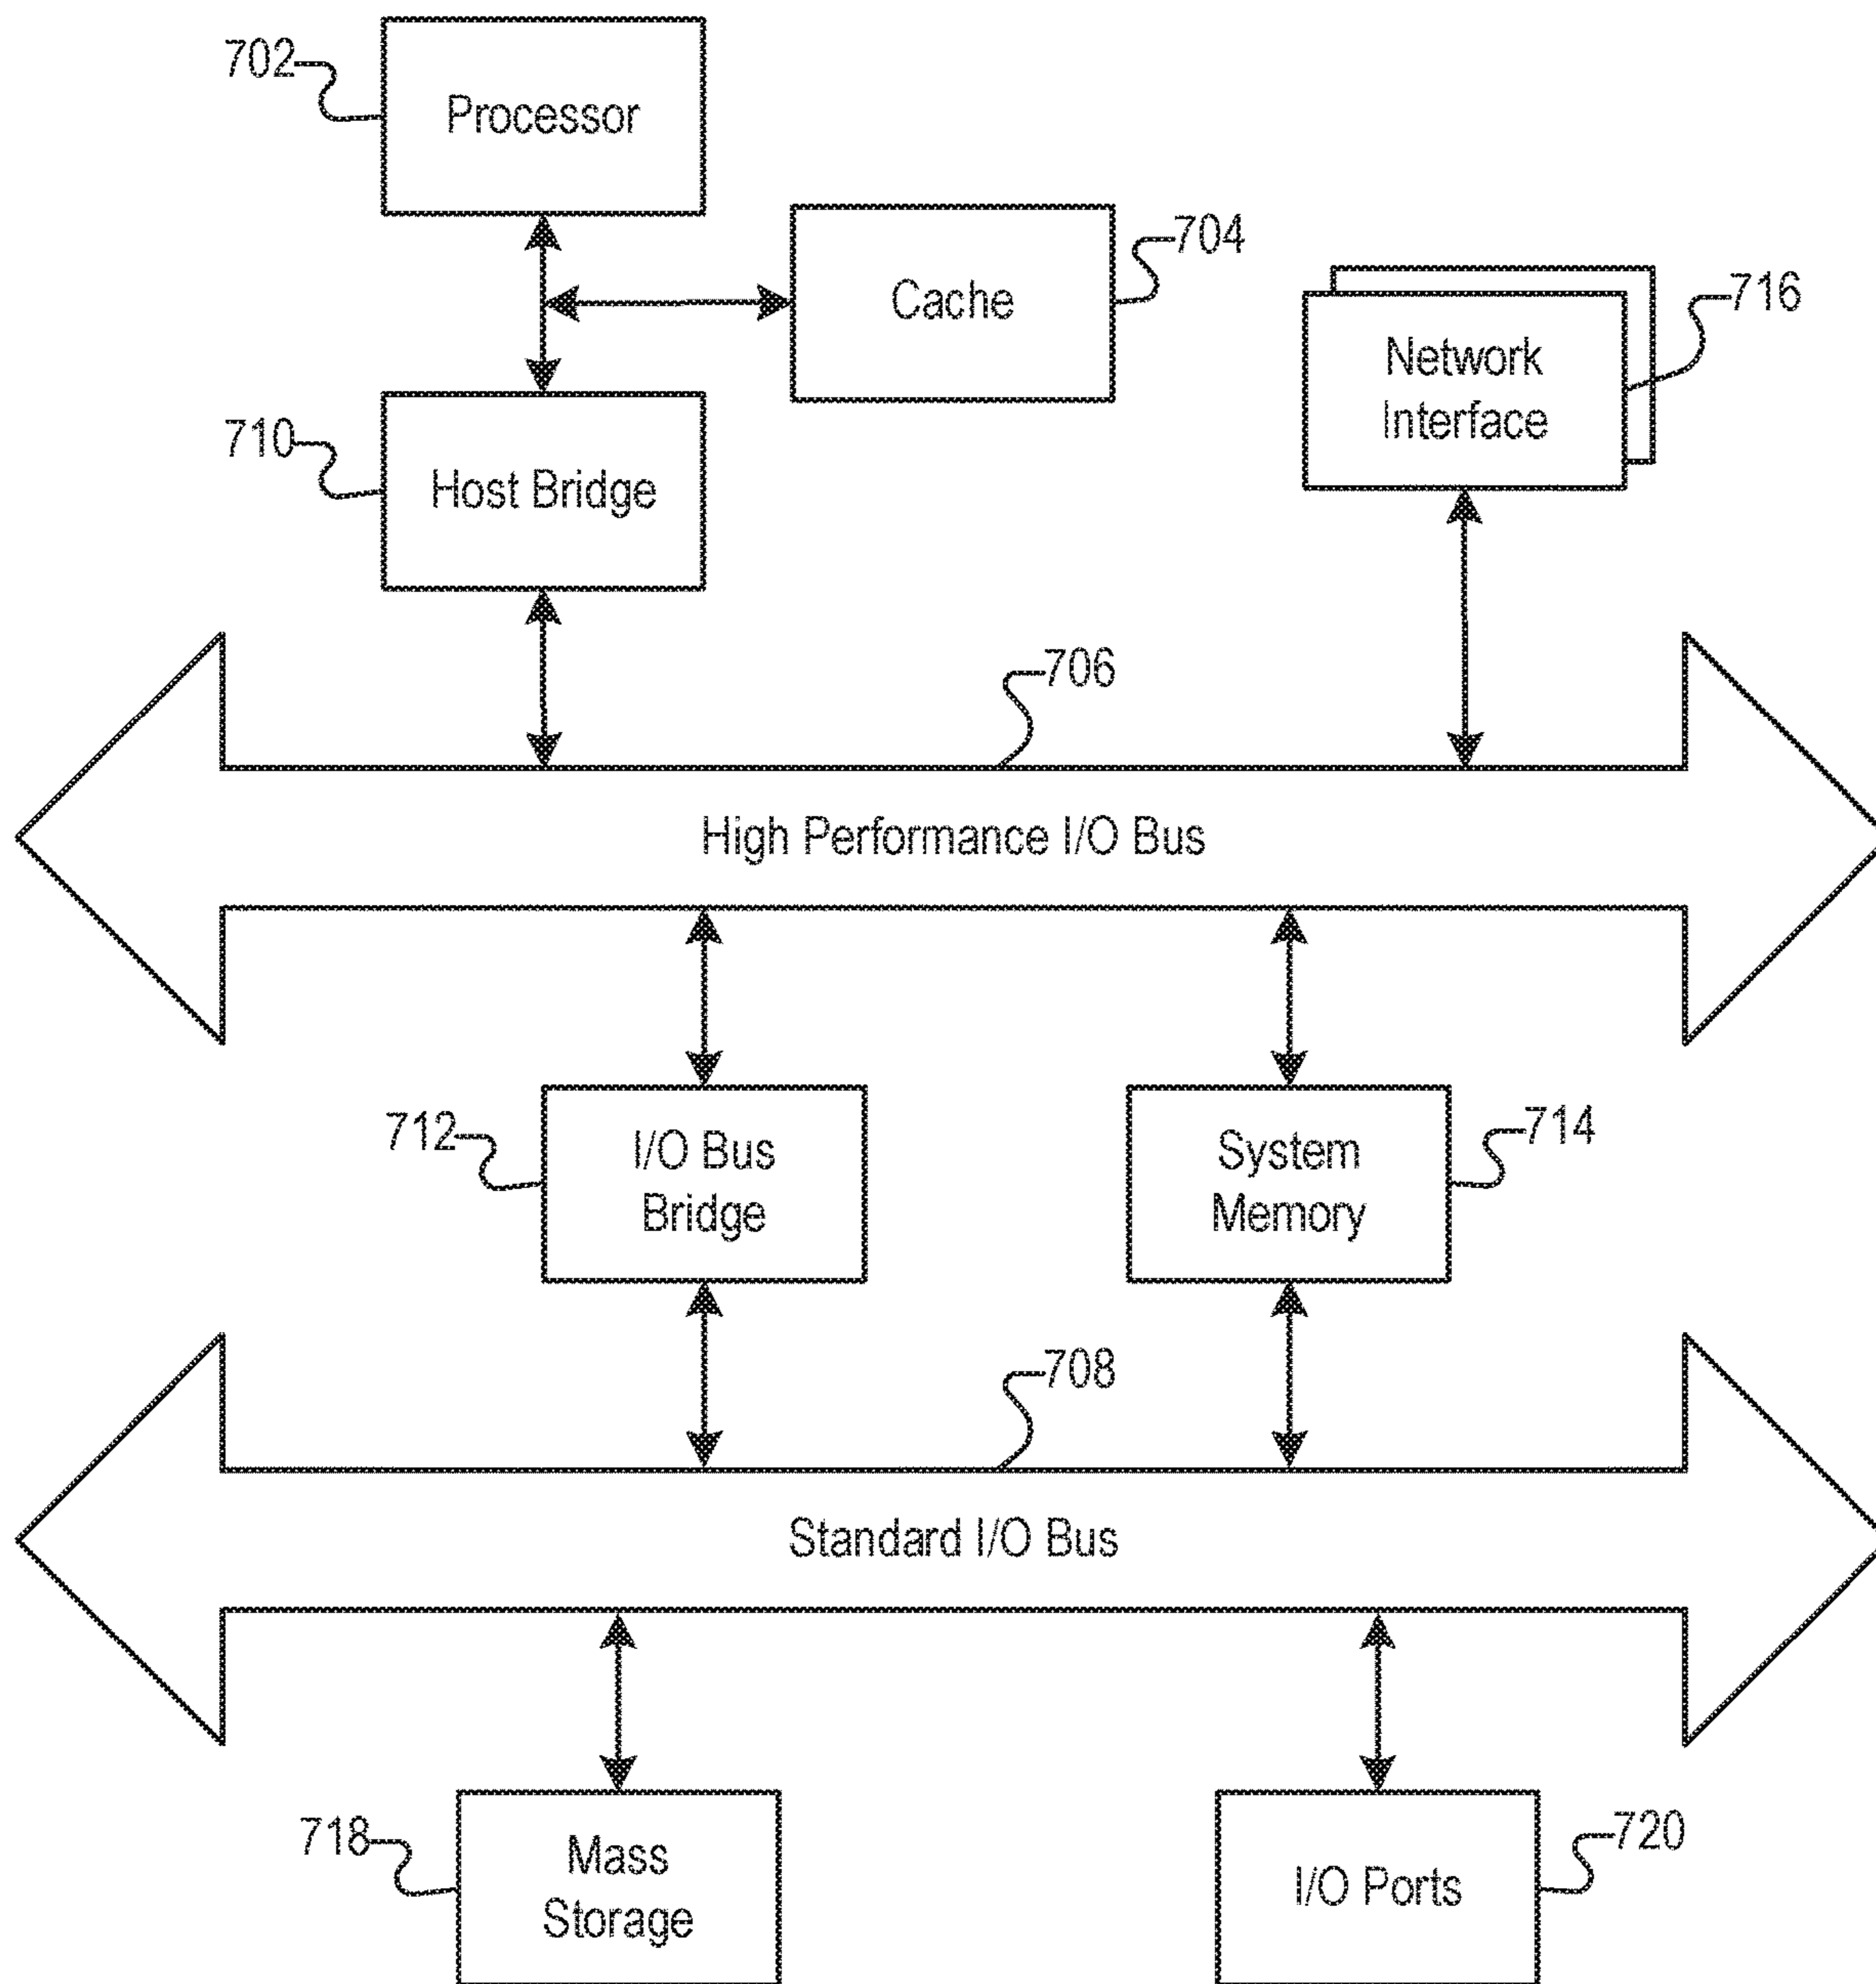 702
Processor
704
Cache
716
Network
Interface
710
Host Bridge
706
High Performance I/O Bus
712
I/O Bus
Bridge
714
System
Memory
708
Standard I/O Bus
718
Mass
Storage
720
I/O Ports